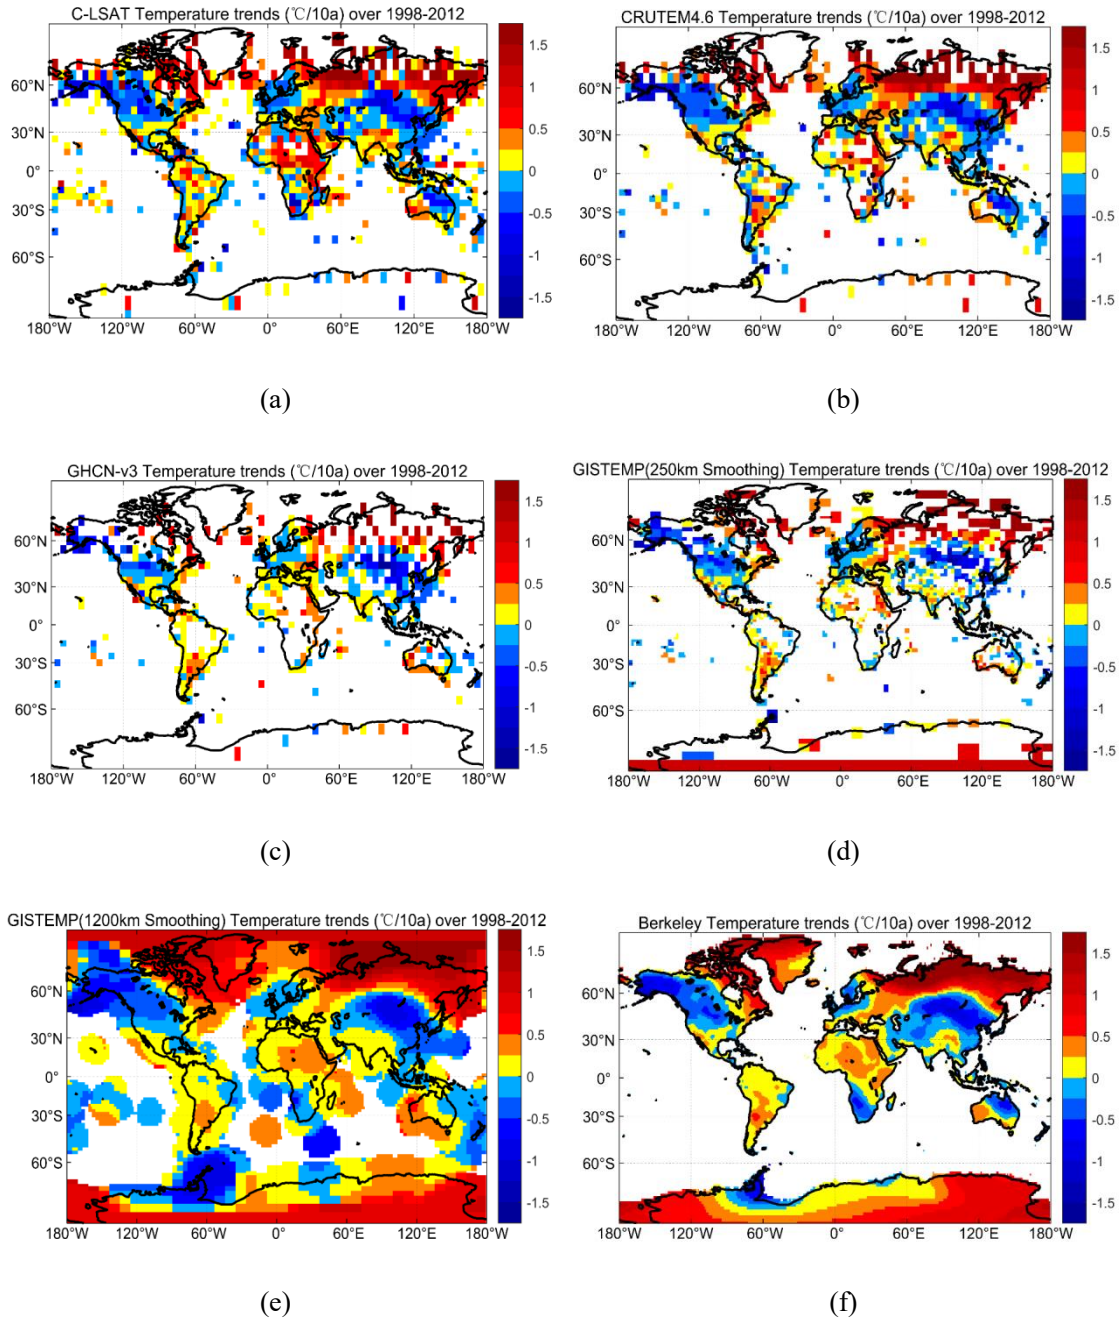 C-LSAT Temperature trends (℃/10a) over 1998-2012
60°N
30°N
0°
30°S
60°S
180°W 120°W 60°W 0° 60°E 120°E 180°W
1.5
1
0.5
0
-0.5
-1
-1.5
(a)
CRUTEM4.6 Temperature trends (℃/10a) over 1998-2012
60°N
30°N
0°
30°S
60°S
180°W 120°W 60°W 0° 60°E 120°E 180°W
1.5
1
0.5
0
-0.5
-1
-1.5
(b)
GHCN-v3 Temperature trends (℃/10a) over 1998-2012
60°N
30°N
0°
30°S
60°S
180°W 120°W 60°W 0° 60°E 120°E 180°W
1.5
1
0.5
0
-0.5
-1
-1.5
(c)
GISTEMP(250km Smoothing) Temperature trends (℃/10a) over 1998-2012
60°N
30°N
0°
30°S
60°S
180°W 120°W 60°W 0° 60°E 120°E 180°W
1.5
1
0.5
0
-0.5
-1
-1.5
(d)
GISTEMP(1200km Smoothing) Temperature trends (℃/10a) over 1998-2012
60°N
30°N
0°
30°S
60°S
180°W 120°W 60°W 0° 60°E 120°E 180°W
1.5
1
0.5
0
-0.5
-1
-1.5
(e)
Berkeley Temperature trends (℃/10a) over 1998-2012
60°N
30°N
0°
30°S
60°S
180°W 120°W 60°W 0° 60°E 120°E 180°W
1.5
1
0.5
0
-0.5
-1
-1.5
(f)